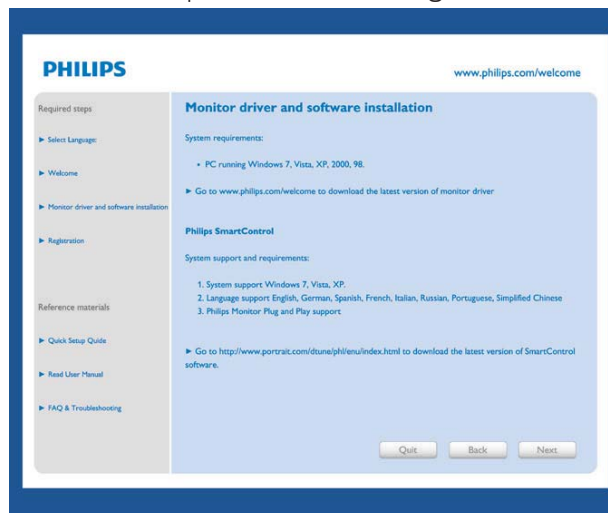 PHILIPS
www.philips.com/welcome
Required steps
► Select Language:
► Welcome
► Monitor driver and software installation
► Registration
Reference materials
► Quick Setup Quide
► Read User Manual
► FAQ & Troubleshooting
Monitor driver and software installation
System requirements:
• PC running Windows 7, Vista, XP, 2000, 98.
► Go to www.philips.com/welcome to download the latest version of monitor driver
Philips SmartControl
System support and requirements:
1. System support Windows 7, Vista, XP.
2. Language support English, German, Spanish, French, Italian, Russian, Portuguese, Simplified Chinese
3. Philips Monitor Plug and Play support
► Go to http://www.portrait.com/dtune/phl/enu/index.html to download the latest version of SmartControl
software.
Quit
Back
Next